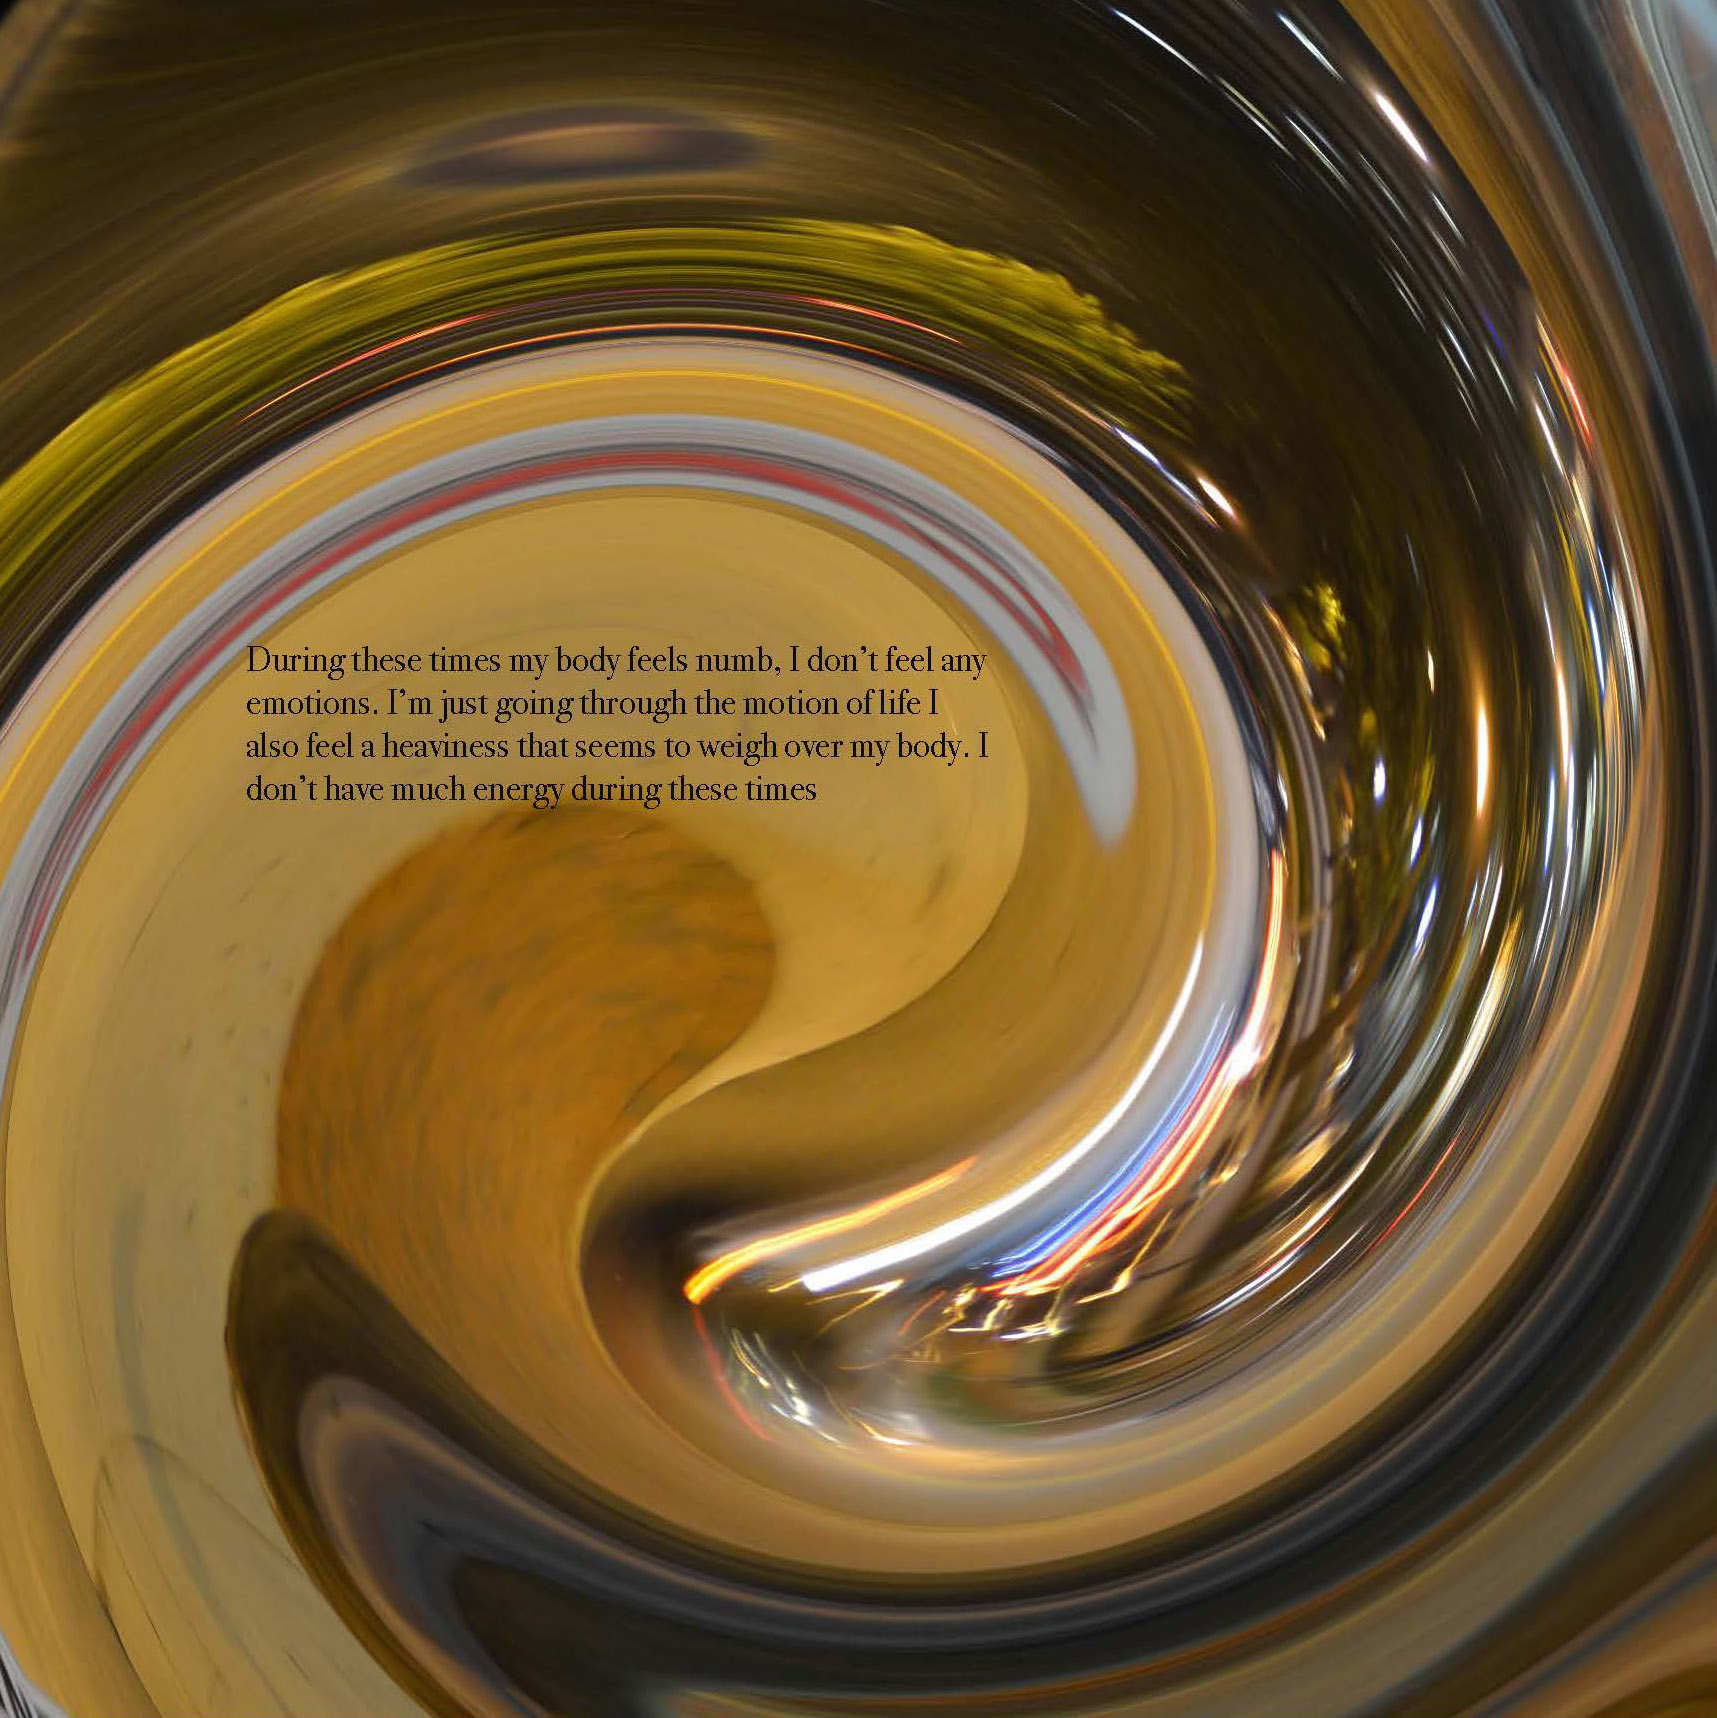 During these times my body feels numb, I don't feel any
emotions. I'm just going through the motion of life I
also feel a heaviness that seems to weigh over my body. I
don't have much energy during these times